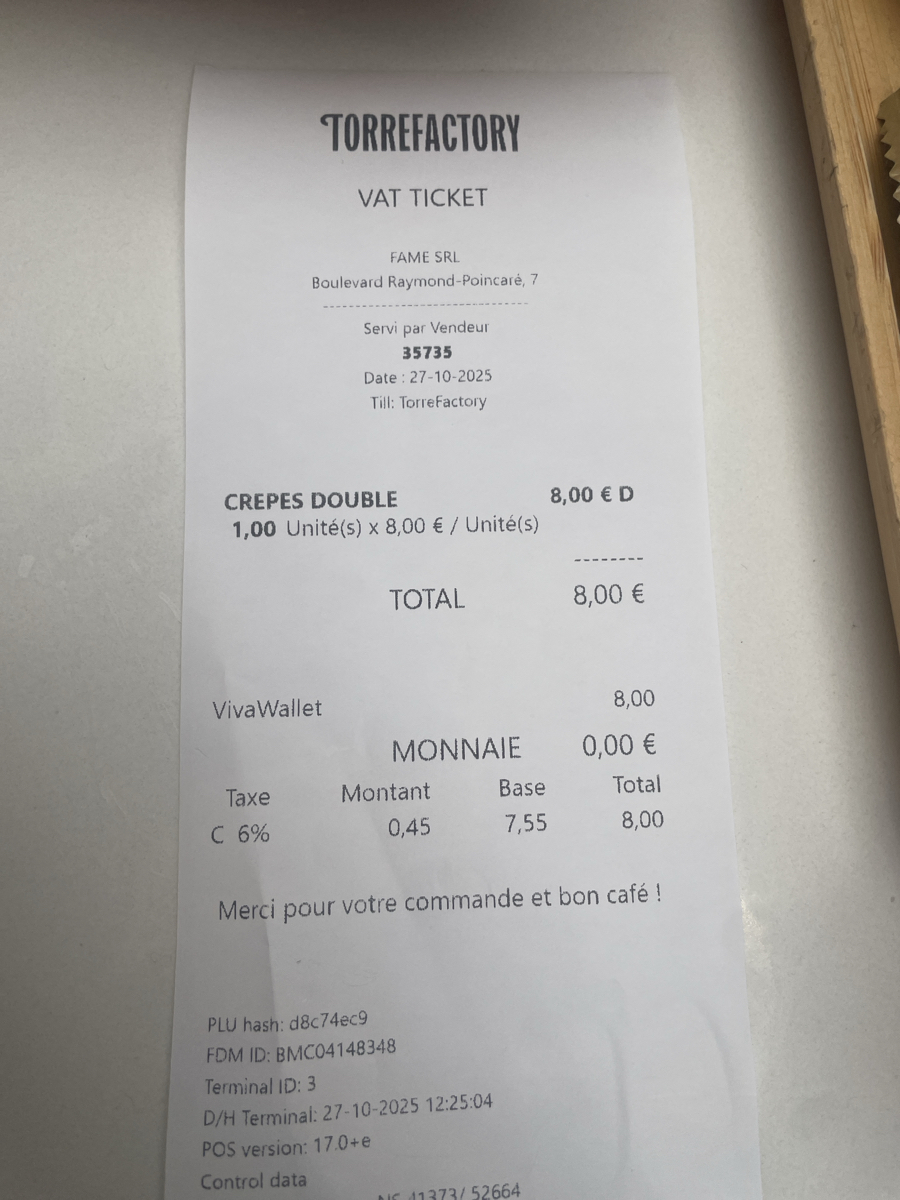 TORREFACTORY
VAT TICKET
FAME SRL
Boulevard Raymond-Poincaré, 7
--------------------------------
Servi par Vendeur
35735
Date : 27-10-2025
Till: TorreFactory
CREPES DOUBLE 8,00 € D
1,00 Unité(s) x 8,00 € / Unité(s)
--------
TOTAL 8,00 €
VivaWallet 8,00
MONNAIE 0,00 €
Taxe Montant Base Total
C 6% 0,45 7,55 8,00
Merci pour votre commande et bon café !
PLU hash: d8c74ec9
FDM ID: BMC04148348
Terminal ID: 3
D/H Terminal: 27-10-2025 12:25:04
POS version: 17.0+e
Control data
NS 41373/ 52664